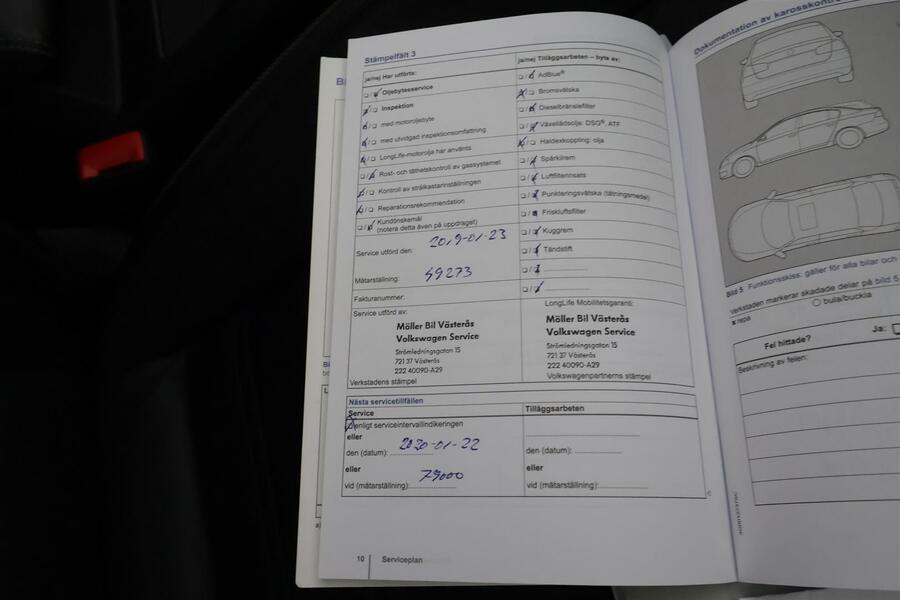 Stämpelfält 3
ja/nej Har utförts:
Oljebytesservice
Inspektion
med motoroljebyte
med utvidgad inspektionsomfattning
LongLife-motorolja har använts
Rost- och täthetskontroll av gassystemet
Kontroll av strålkastarinställningen
Reparationsrekommendation
Kundönskemål
(notera detta även på uppdraget)
Service utförd den: 2019-01-23
Mätarställning: 49273
Fakturanummer:
Service utförd av:
Möller Bil Västerås
Volkswagen Service
Strömledningsgatan 15
721 37 Västerås
222 40090-A29
Verkstadens stämpel
ja/nej Tilläggsarbeten – byte av:
AdBlue®
Bromsvätska
Dieselbränslefilter
Växellådsolje: DSG®, ATF
Haldexkoppling: olja
Spårkilrem
Luftfilterinsats
Punkteringsvätska (tätningsmedel)
Friskluftsfilter
Kuggrem
Tändstift
LongLife Mobilitetsgaranti:
Möller Bil Västerås
Volkswagen Service
Strömledningsgatan 15
721 37 Västerås
222 40090-A29
Volkswagenpartnerns stämpel
Nästa servicetillfällen
Service
enligt serviceintervallindikeringen
eller
den (datum): 2020-01-22
eller
vid (mätarställning): 79000
Tilläggsarbeten
den (datum):
eller
vid (mätarställning):
10 Serviceplan
Dokumentation av karosskontr
Bild 5 Funktionsskiss: gäller för alla bilar och
Verkstaden markerar skadade delar på bild 5
repa
bula/buckla
Fel hittade?
Ja:
Beskrivning av felen: